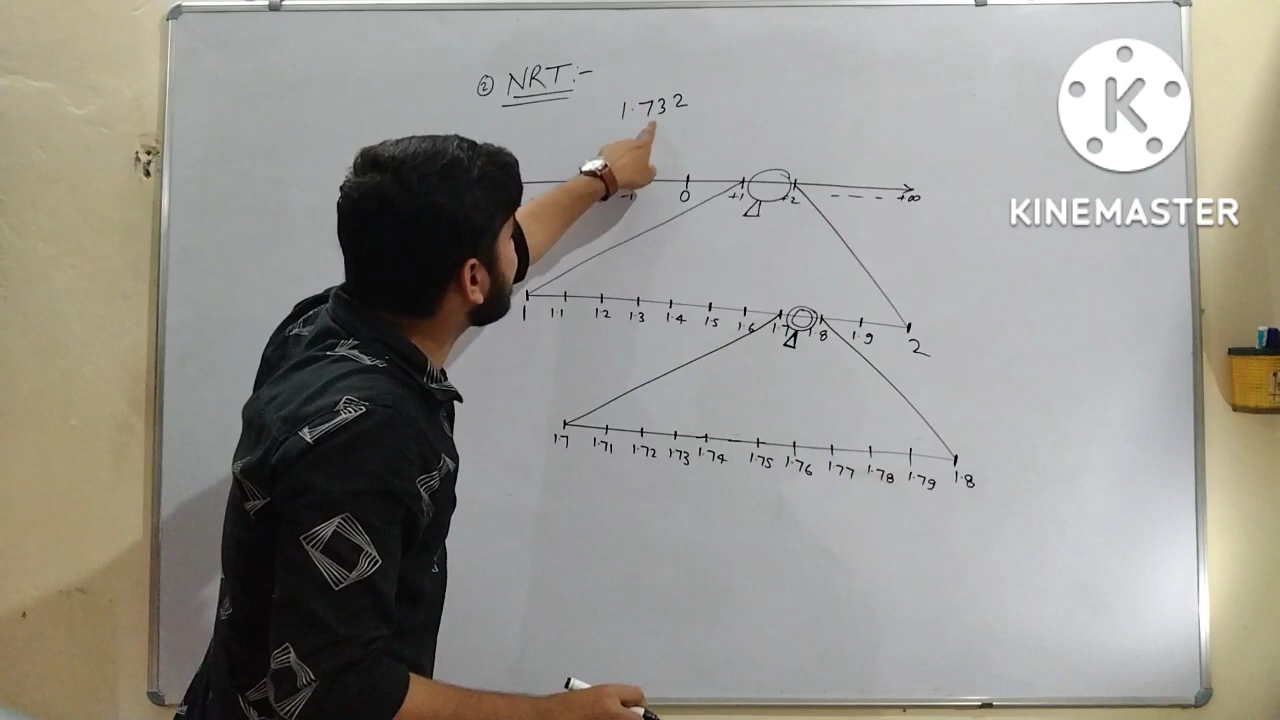 ② NRT:-
1.732
-1 0 +1 +2 - - - - +∞
1 1.1 1.2 1.3 1.4 1.5 1.6 1.7 1.8 1.9 2
1.7 1.71 1.72 1.73 1.74 1.75 1.76 1.77 1.78 1.79 1.8
K
KINEMASTER